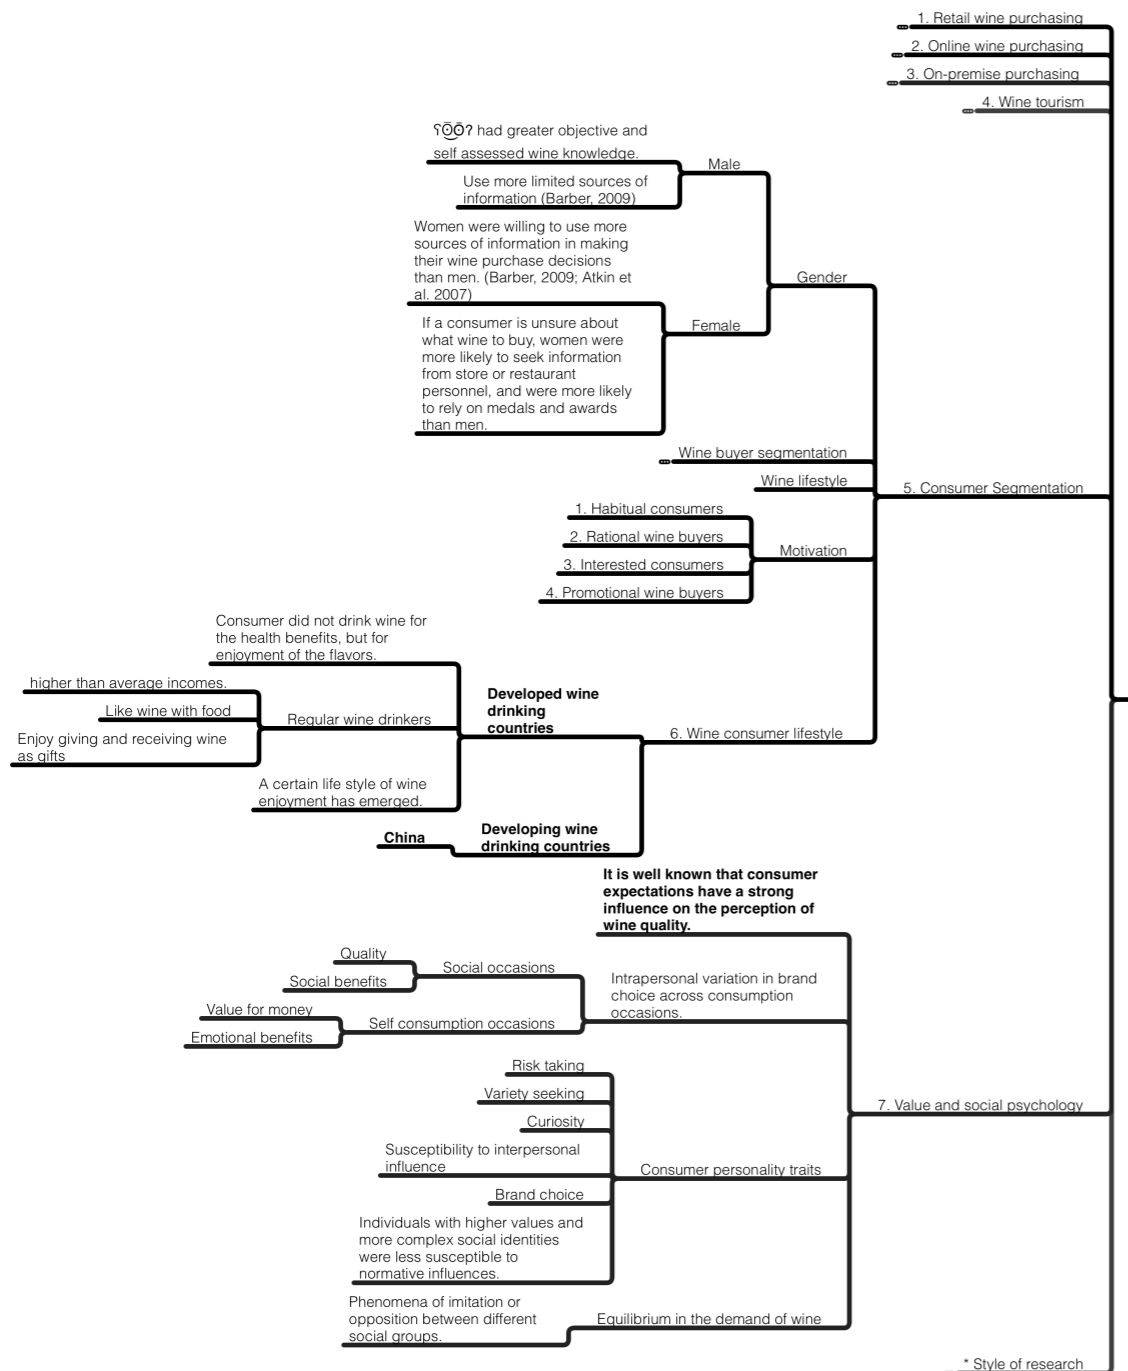 1. Retail wine purchasing
2. Online wine purchasing
3. On-premise purchasing
4. Wine tourism
had greater objective and
self assessed wine knowledge.
Male
Use more limited sources of
information (Barber, 2009)
Women were willing to use more
sources of information in making
their wine purchase decisions
than men. (Barber, 2009; Atkin et
al. 2007)
Gender
If a consumer is unsure about
what wine to buy, women were
more likely to seek information
from store or restaurant
personnel, and were more likely
to rely on medals and awards
than men.
Female
Wine buyer segmentation
Wine lifestyle
5. Consumer Segmentation
1. Habitual consumers
2. Rational wine buyers
3. Interested consumers
4. Promotional wine buyers
Motivation
Consumer did not drink wine for
the health benefits, but for
enjoyment of the flavors.
higher than average incomes.
Like wine with food
Enjoy giving and receiving wine
as gifts
Regular wine drinkers
Developed wine
drinking
countries
6. Wine consumer lifestyle
A certain life style of wine
enjoyment has emerged.
China
Developing wine
drinking countries
It is well known that consumer
expectations have a strong
influence on the perception of
wine quality.
Quality
Social benefits
Social occasions
Intrapersonal variation in brand
choice across consumption
occasions.
Value for money
Emotional benefits
Self consumption occasions
Risk taking
Variety seeking
Curiosity
Susceptibility to interpersonal
influence
Brand choice
Individuals with higher values and
more complex social identities
were less susceptible to
normative influences.
Consumer personality traits
7. Value and social psychology
Phenomena of imitation or
opposition between different
social groups.
Equilibrium in the demand of wine
* Style of research